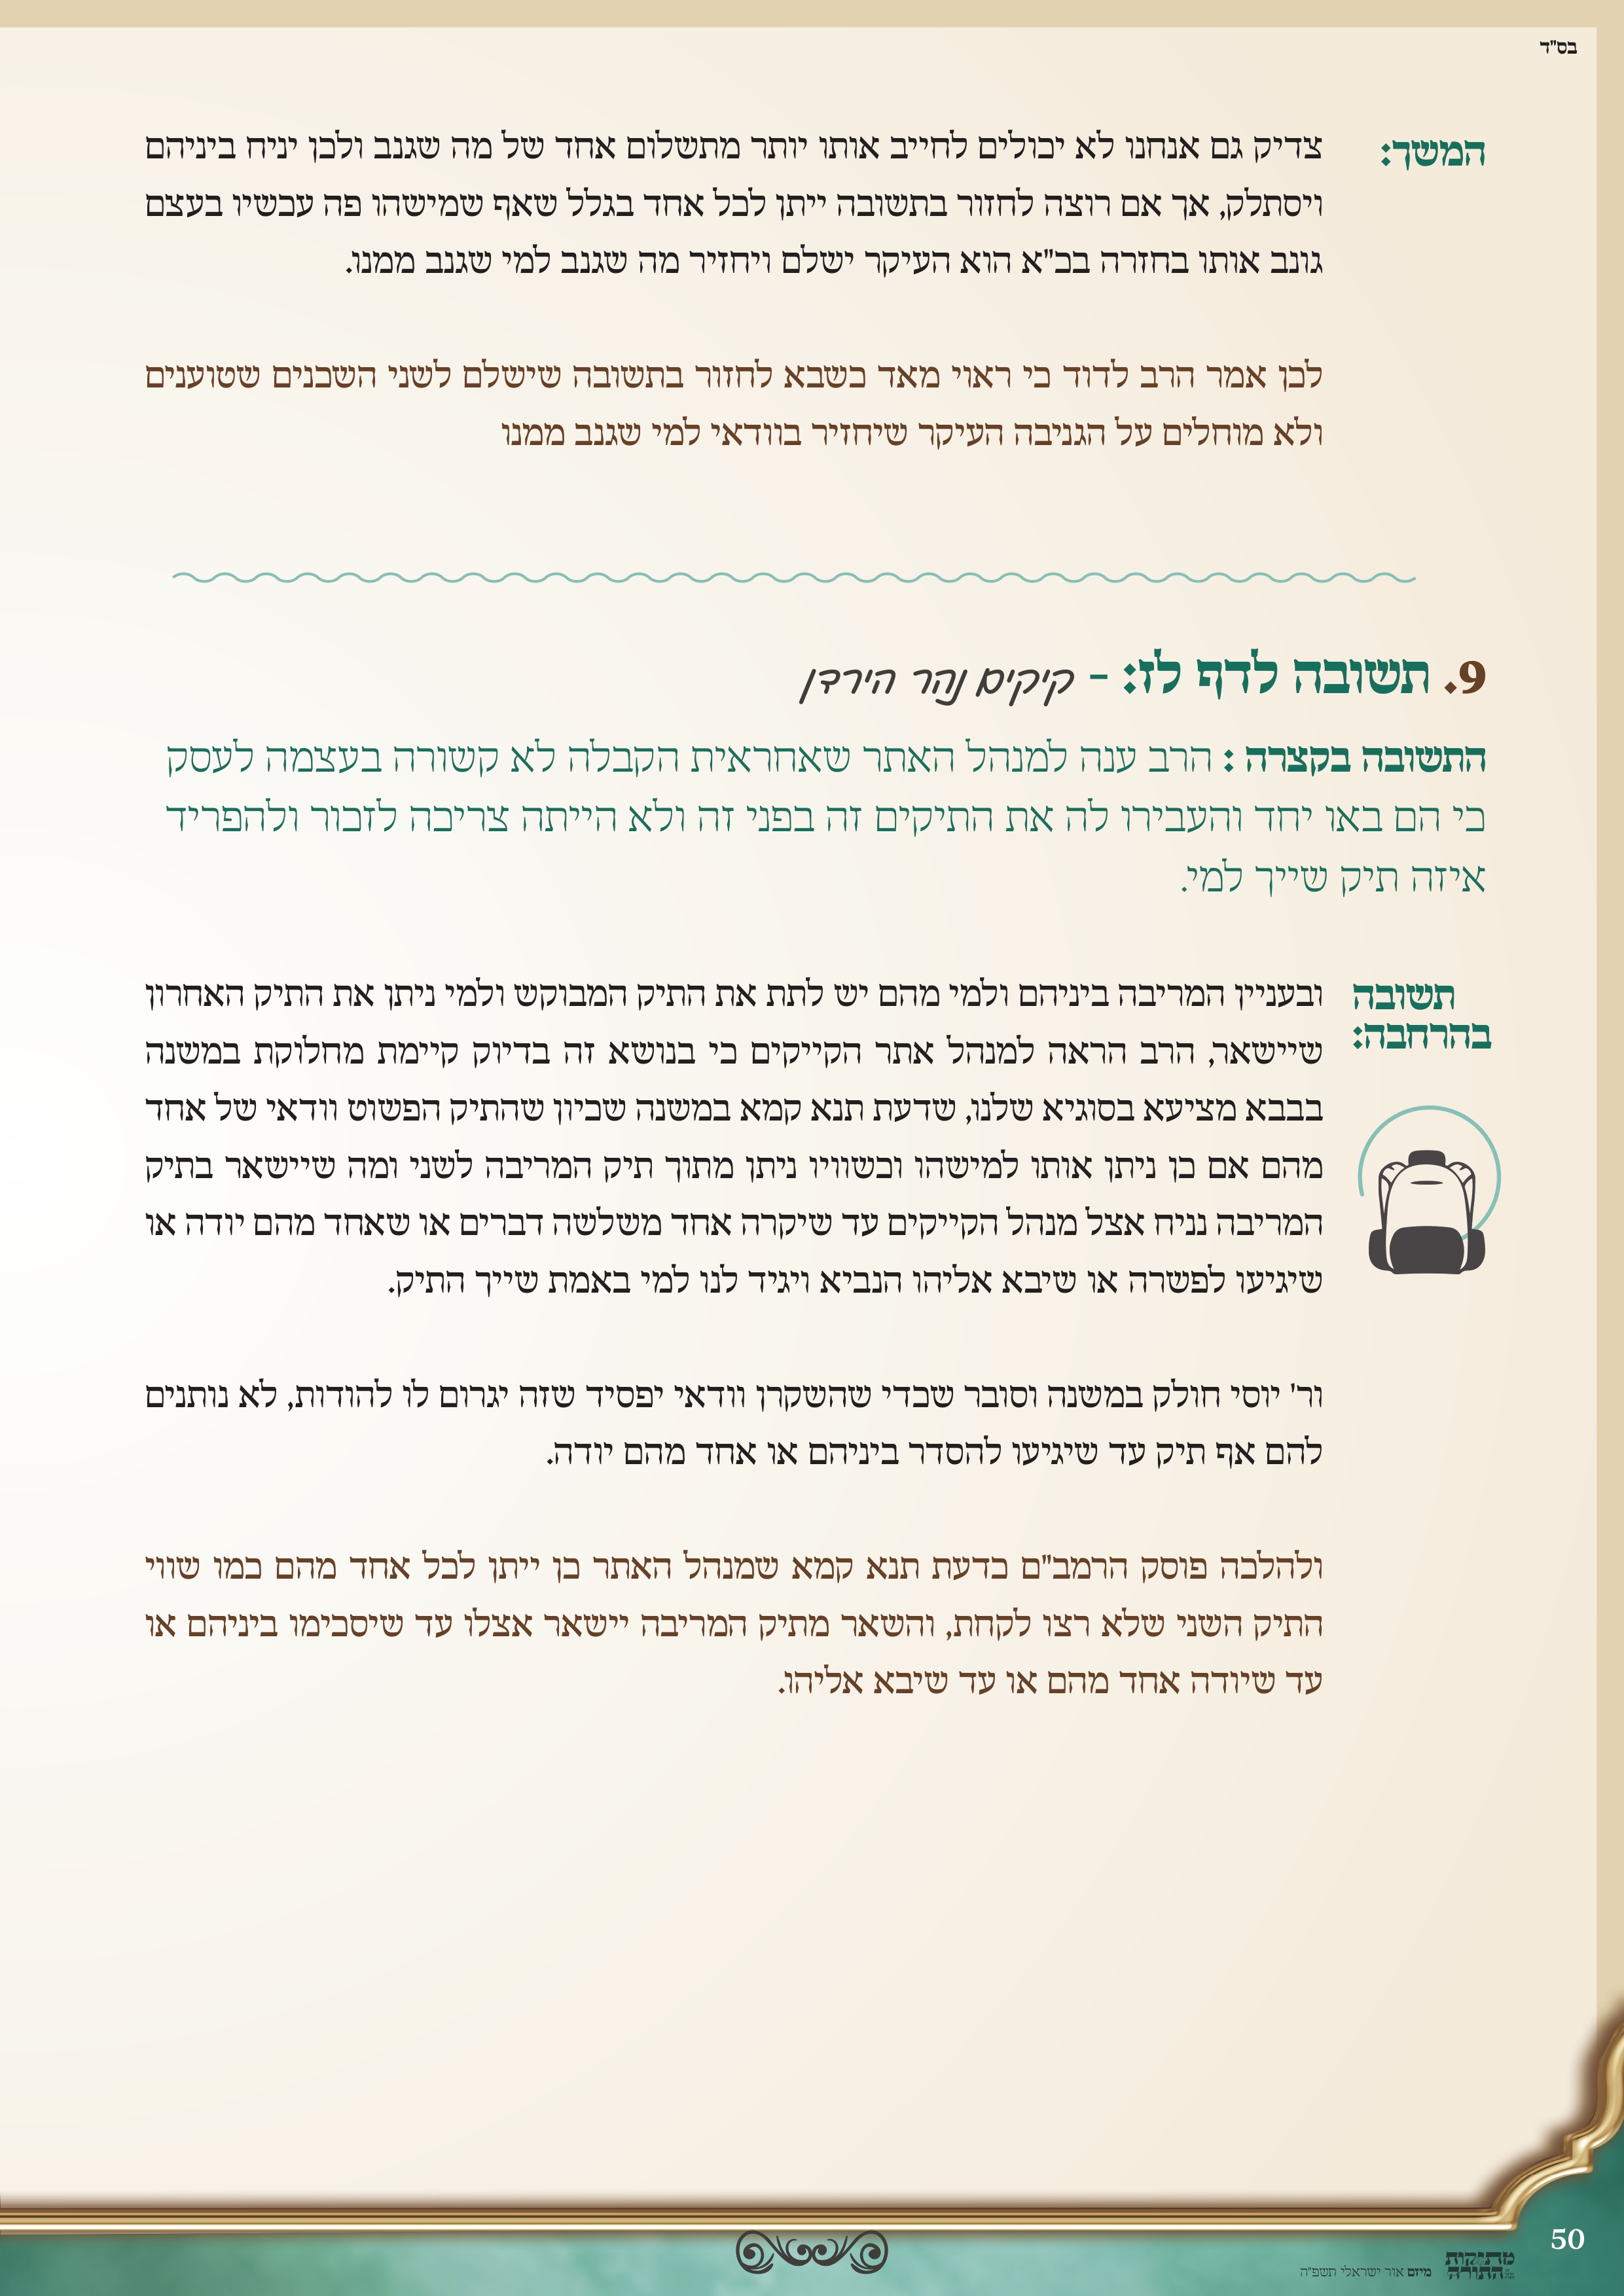 בס"ד
המשך:
צדיק גם אנחנו לא יכולים לחייב אותו יותר מתשלום אחד של מה שגנב ולכן יניח ביניהם
ויסתלק, אך אם רוצה לחזור בתשובה ייתן לכל אחד בגלל שאף שמישהו פה עכשיו בעצם
גונב אותו בחזרה בכ"א הוא העיקר ישלם ויחזיר מה שגנב למי שגנב ממנו.
לכן אמר הרב לדוד כי ראוי מאד כשבא לחזור בתשובה שישלם לשני השכנים שטוענים
ולא מוחלים על הגניבה העיקר שיחזיר בוודאי למי שגנב ממנו
9. תשובה לדף לז: - קיקים נהר הירדן
התשובה בקצרה : הרב ענה למנהל האתר שאחראית הקבלה לא קשורה בעצמה לעסק
כי הם באו יחד והעבירו לה את התיקים זה בפני זה ולא הייתה צריכה לזכור ולהפריד
איזה תיק שייך למי.
תשובה
בהרחבה:
ובעניין המריבה ביניהם ולמי מהם יש לתת את התיק המבוקש ולמי ניתן את התיק האחרון
שיישאר, הרב הראה למנהל אתר הקייקים כי בנושא זה בדיוק קיימת מחלוקת במשנה
בבבא מציעא בסוגיא שלנו, שדעת תנא קמא במשנה שכיון שהתיק הפשוט וודאי של אחד
מהם אם כן ניתן אותו למישהו וכשוויו ניתן מתוך תיק המריבה לשני ומה שיישאר בתיק
המריבה נניח אצל מנהל הקייקים עד שיקרה אחד משלשה דברים או שאחד מהם יודה או
שיגיעו לפשרה או שיבא אליהו הנביא ויגיד לנו למי באמת שייך התיק.
ור' יוסי חולק במשנה וסובר שכדי שהשקרן וודאי יפסיד שזה יגרום לו להודות, לא נותנים
להם אף תיק עד שיגיעו להסדר ביניהם או אחד מהם יודה.
ולהלכה פוסק הרמב"ם כדעת תנא קמא שמנהל האתר כן ייתן לכל אחד מהם כמו שווי
התיק השני שלא רצו לקחת, והשאר מתיק המריבה יישאר אצלו עד שיסכימו ביניהם או
עד שיודה אחד מהם או עד שיבא אליהו.
50
מתיקות
התורה
מיזם אור ישראלי תשפ"ה